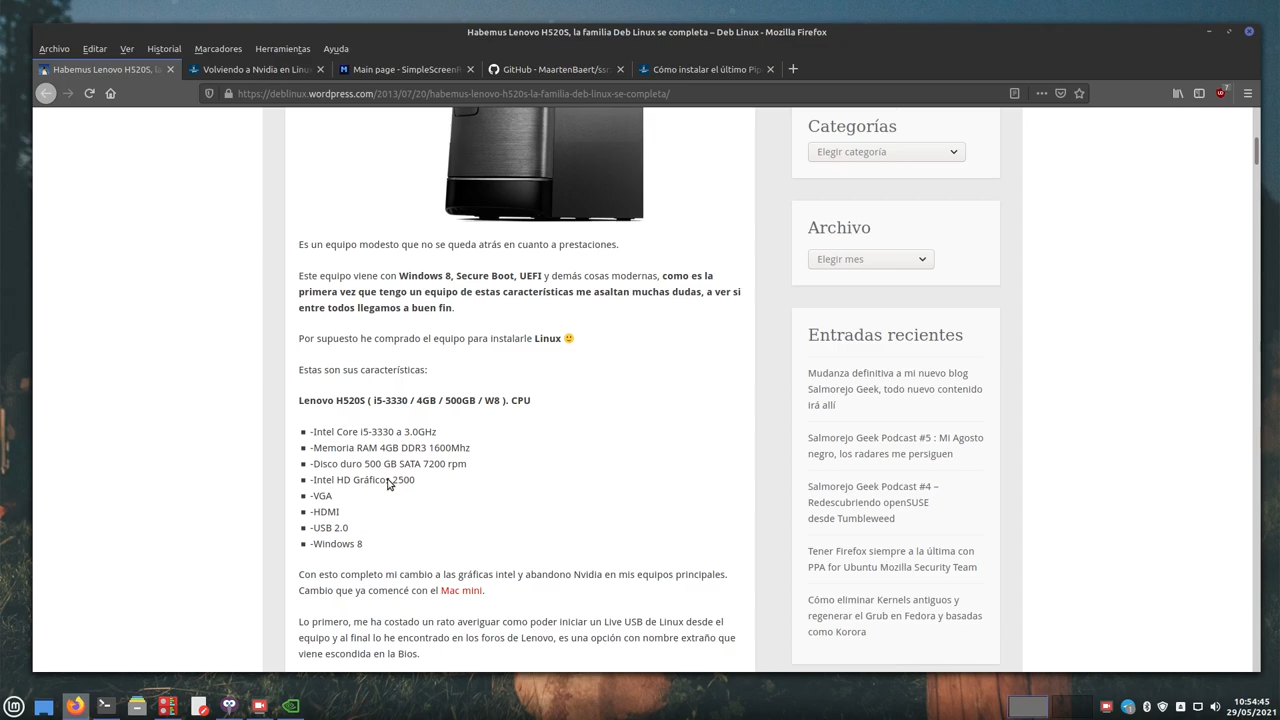 Habemus Lenovo H520S, la familia Deb Linux se completa – Deb Linux - Mozilla Firefox
Archivo Editar Ver Historial Marcadores Herramientas Ayuda
Habemus Lenovo H520S, la
Volviendo a Nvidia en Linux
Main page - SimpleScreenR
GitHub - MaartenBaert/ssr
Cómo instalar el último Pip
https://deblinux.wordpress.com/2013/07/20/habemus-lenovo-h520s-la-familia-deb-linux-se-completa/
Es un equipo modesto que no se queda atrás en cuanto a prestaciones.
Este equipo viene con Windows 8, Secure Boot, UEFI y demás cosas modernas, como es la
primera vez que tengo un equipo de estas características me asaltan muchas dudas, a ver si
entre todos llegamos a buen fin.
Por supuesto he comprado el equipo para instalarle Linux 🙂
Estas son sus características:
Lenovo H520S ( i5-3330 / 4GB / 500GB / W8 ). CPU
-Intel Core i5-3330 a 3.0GHz
-Memoria RAM 4GB DDR3 1600Mhz
-Disco duro 500 GB SATA 7200 rpm
-Intel HD Gráficos 2500
-VGA
-HDMI
-USB 2.0
-Windows 8
Con esto completo mi cambio a las gráficas intel y abandono Nvidia en mis equipos principales.
Cambio que ya comencé con el Mac mini.
Lo primero, me ha costado un rato averiguar como poder iniciar un Live USB de Linux desde el
equipo y al final lo he encontrado en los foros de Lenovo, es una opción con nombre extraño que
viene escondida en la Bios.
Categorías
Elegir categoría
Archivo
Elegir mes
Entradas recientes
Mudanza definitiva a mi nuevo blog
Salmorejo Geek, todo nuevo contenido
irá allí
Salmorejo Geek Podcast #5 : Mi Agosto
negro, los radares me persiguen
Salmorejo Geek Podcast #4 –
Redescubriendo openSUSE
desde Tumbleweed
Tener Firefox siempre a la última con
PPA for Ubuntu Mozilla Security Team
Cómo eliminar Kernels antiguos y
regenerar el Grub en Fedora y basadas
como Korora
10:54:45
29/05/2021